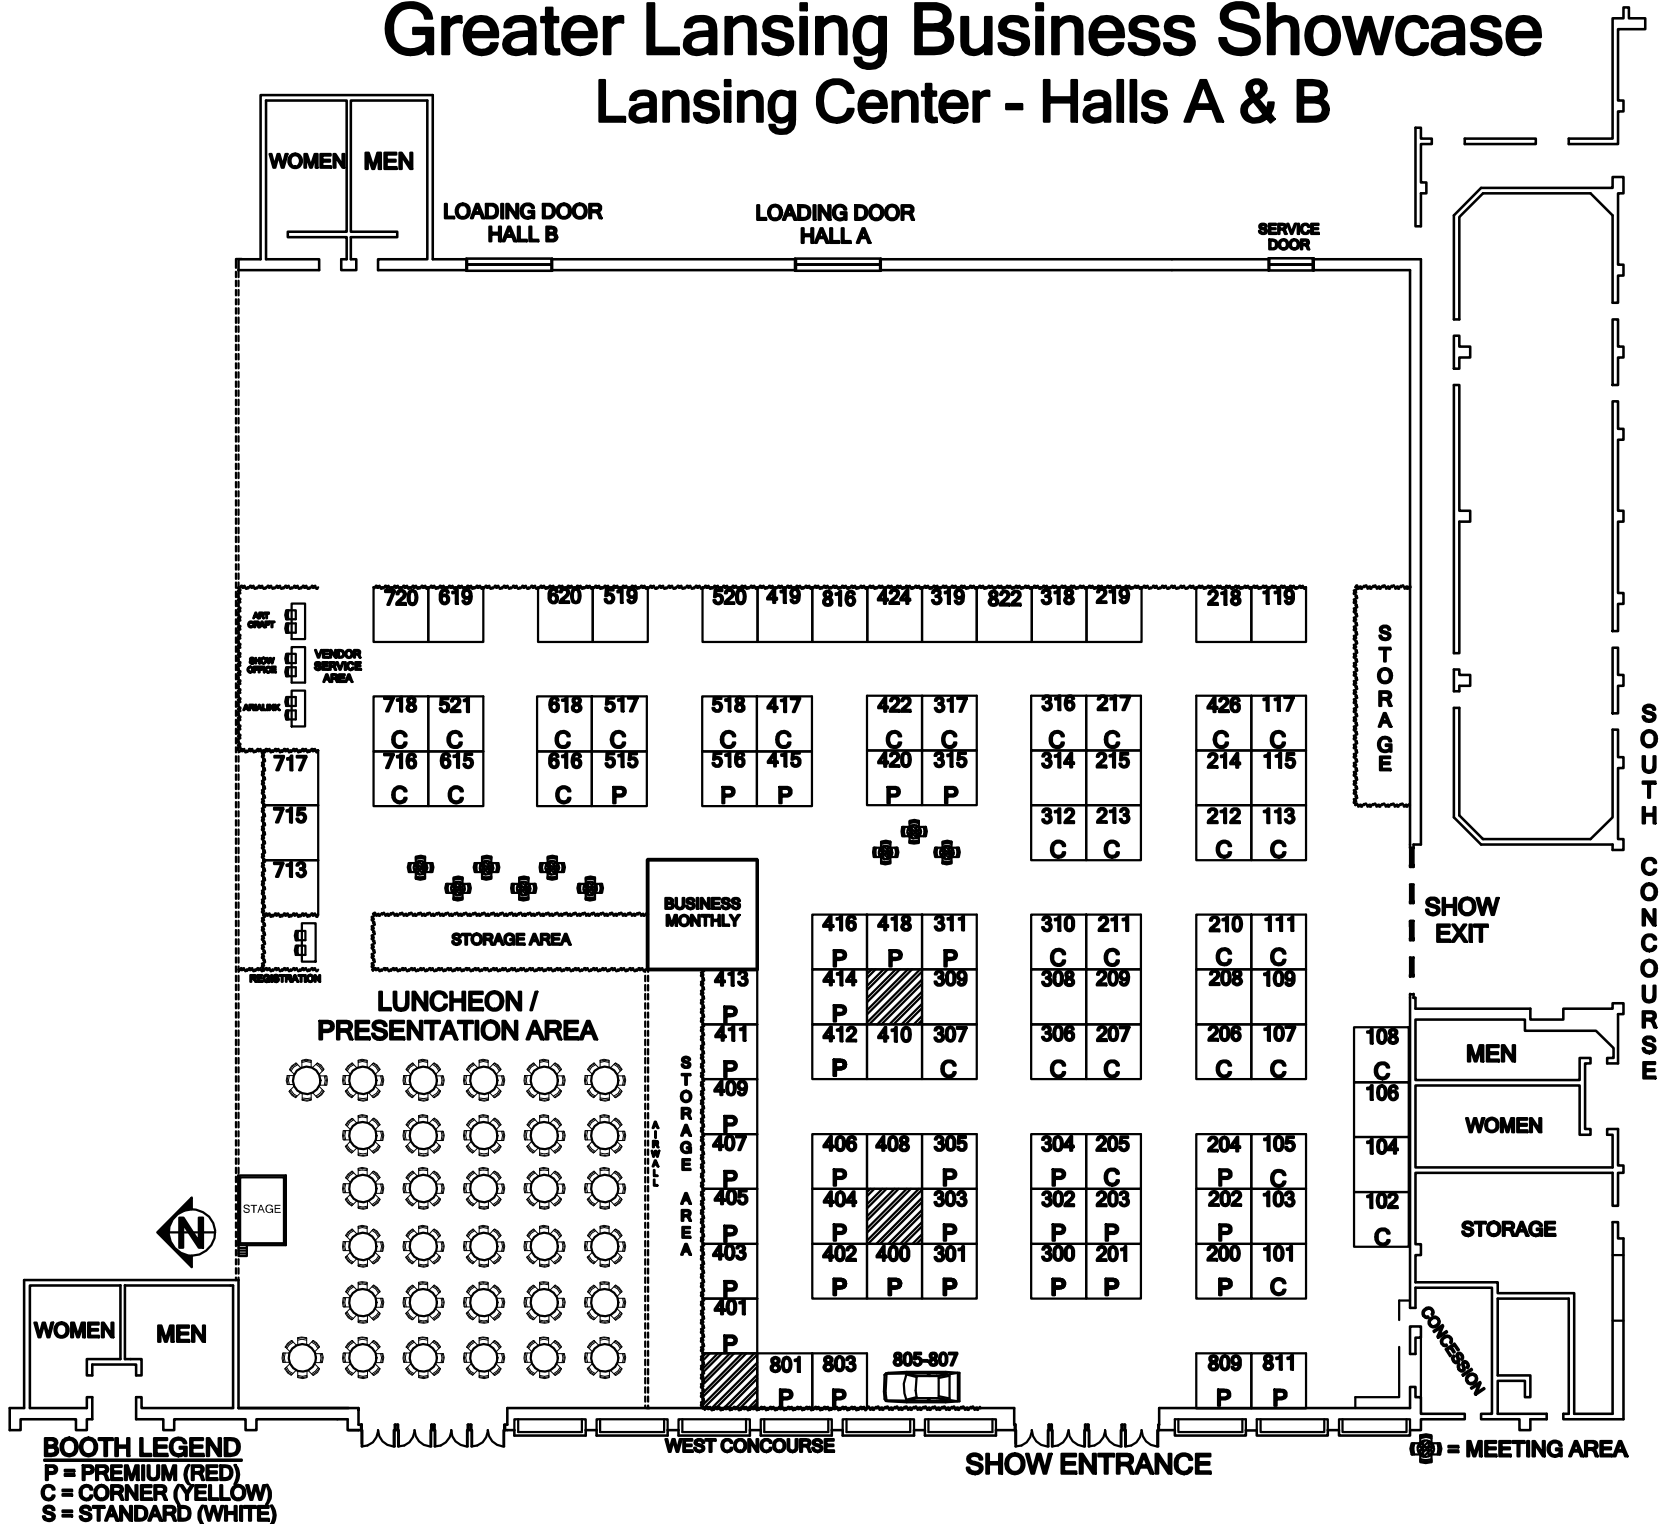 Greater Lansing Business Showcase
Lansing Center - Halls A & B
WOMEN MEN
LOADING DOOR
HALL B
LOADING DOOR
HALL A
SERVICE
DOOR
720 619 620 519 520 419 816 424 319 822 318 219 218 119
ART
CRAFT
SHOW
OFFICE
VENDOR
SERVICE
AREA
ARIALINK
STORAGE
718 521 618 517 518 417 422 317 316 217 426 117
C C C C C C C C C C C C
716 615 616 515 516 415 420 315 314 215 214 115
C C C P P P P P
717
715
713
312 213 212 113
C C C C
BUSINESS
MONTHLY
STORAGE AREA
REGISTRATION
SHOW
EXIT
SOUTH CONCOURSE
416 418 311 310 211 210 111
P P P C C C C
413 414 309 308 209 208 109
P P
411 412 410 307 306 207 206 107
P P C C C C C
LUNCHEON /
PRESENTATION AREA
STORAGE AREA
AIRWALL
409
P
407 406 408 305 304 205 204 105
P P P P C P C
405 404 303 302 203 202 103
P P P P P P
403 402 400 301 300 201 200 101
P P P P P P P C
401
P
108
C
106
104
102
C
MEN
WOMEN
STORAGE
CONCESSION
STAGE
N
WOMEN MEN
801 803 805-807 809 811
P P P P
WEST CONCOURSE
SHOW ENTRANCE
= MEETING AREA
BOOTH LEGEND
P = PREMIUM (RED)
C = CORNER (YELLOW)
S = STANDARD (WHITE)